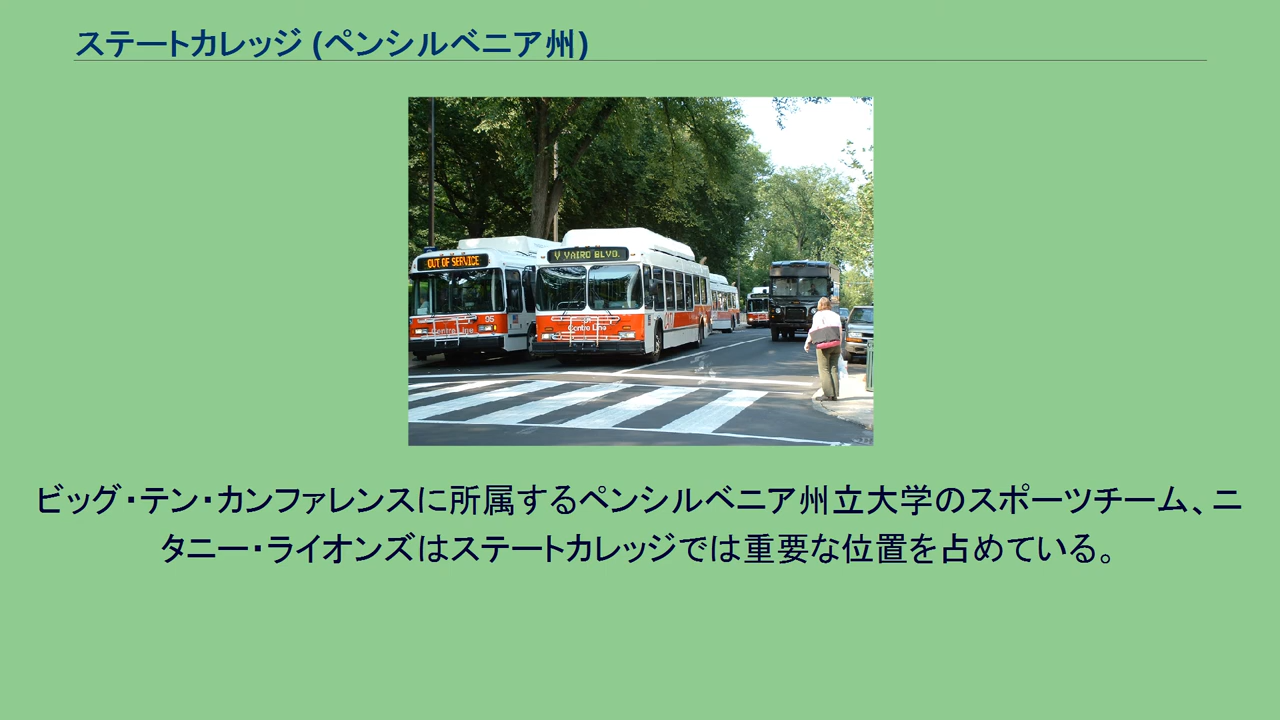 ステートカレッジ (ペンシルベニア州)
OUT OF SERVICE
V VAIRO BLVD.
95
Centre Line
Centre Line
ビッグ・テン・カンファレンスに所属するペンシルベニア州立大学のスポーツチーム、ニ
タニー・ライオンズはステートカレッジでは重要な位置を占めている。